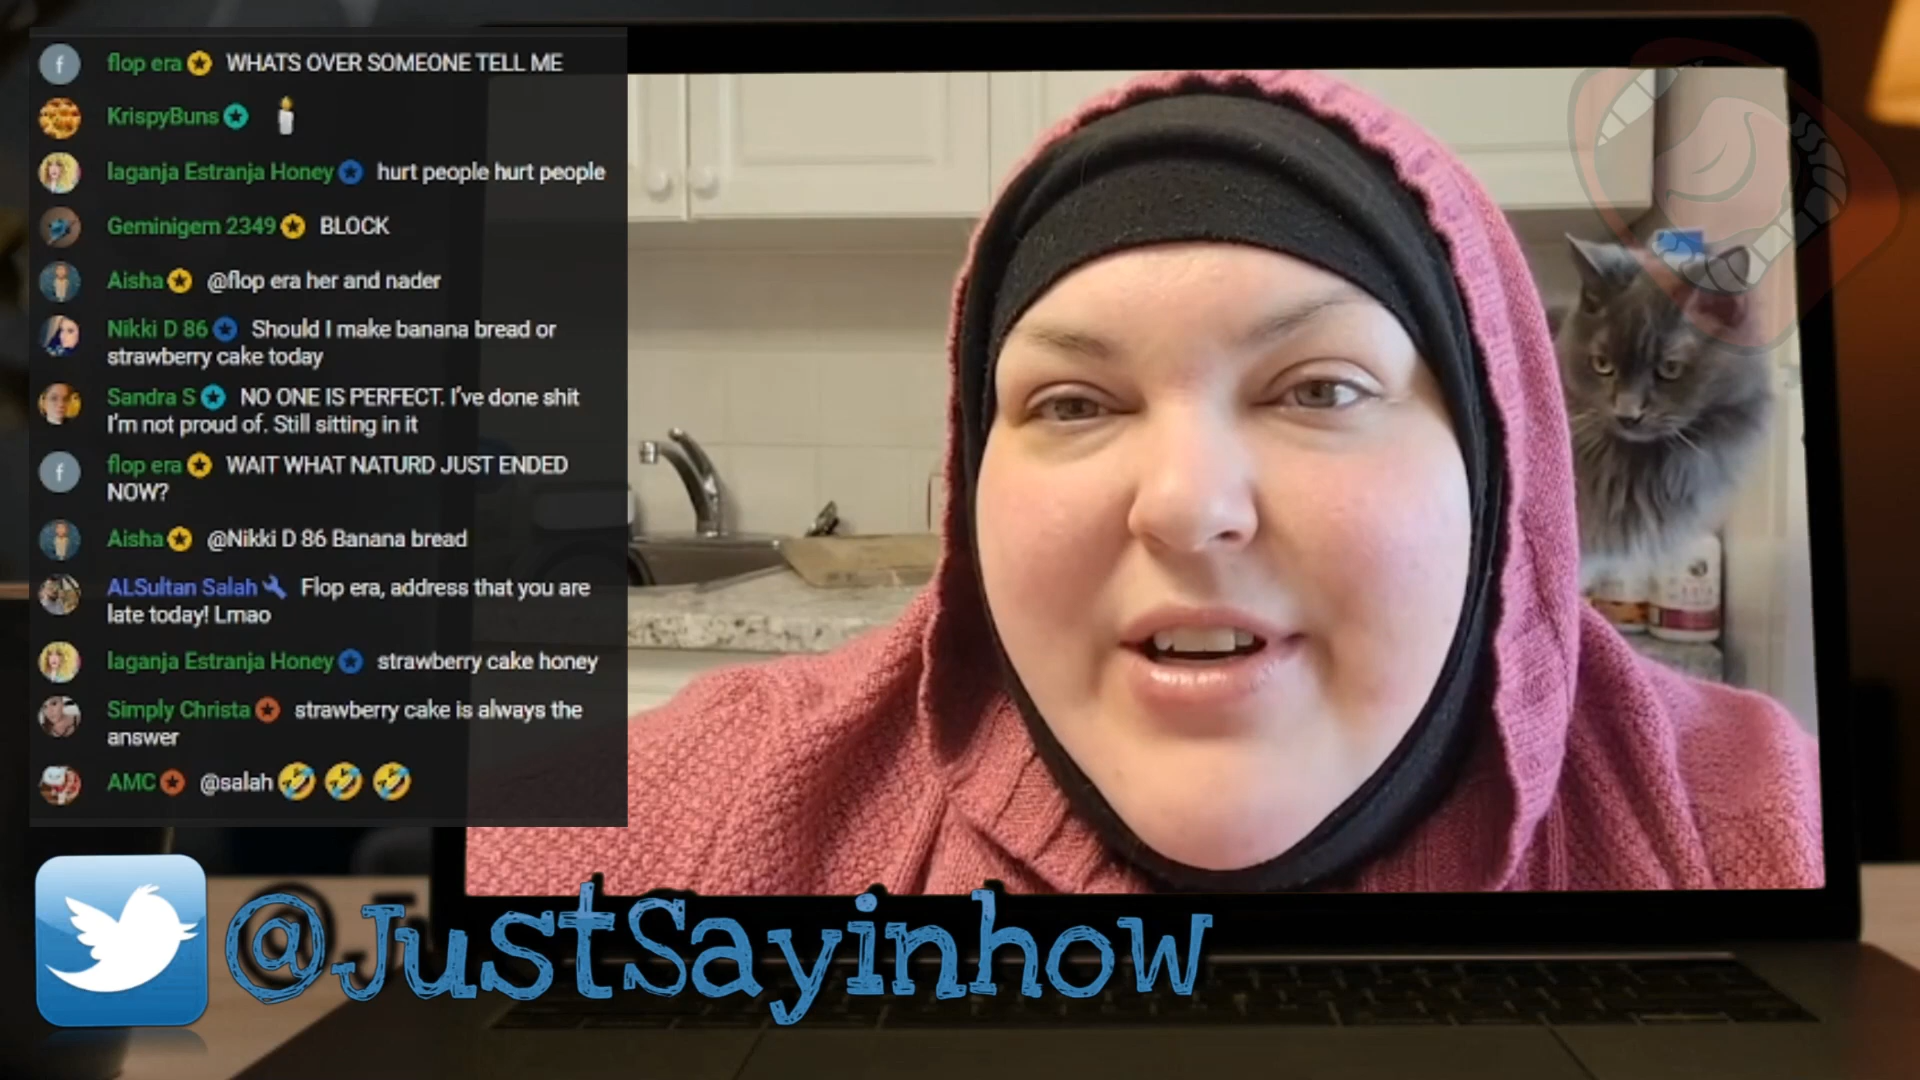 f flop era WHATS OVER SOMEONE TELL ME
KrispyBuns
laganja Estranja Honey hurt people hurt people
Geminigem 2349 BLOCK
Aisha @flop era her and nader
Nikki D 86 Should I make banana bread or
strawberry cake today
Sandra S NO ONE IS PERFECT. I've done shit
I'm not proud of. Still sitting in it
f flop era WAIT WHAT NATURD JUST ENDED
NOW?
Aisha @Nikki D 86 Banana bread
ALSultan Salah Flop era, address that you are
late today! Lmao
laganja Estranja Honey strawberry cake honey
Simply Christa strawberry cake is always the
answer
AMC @salah 🤣 🤣 🤣
@JustSayinhow